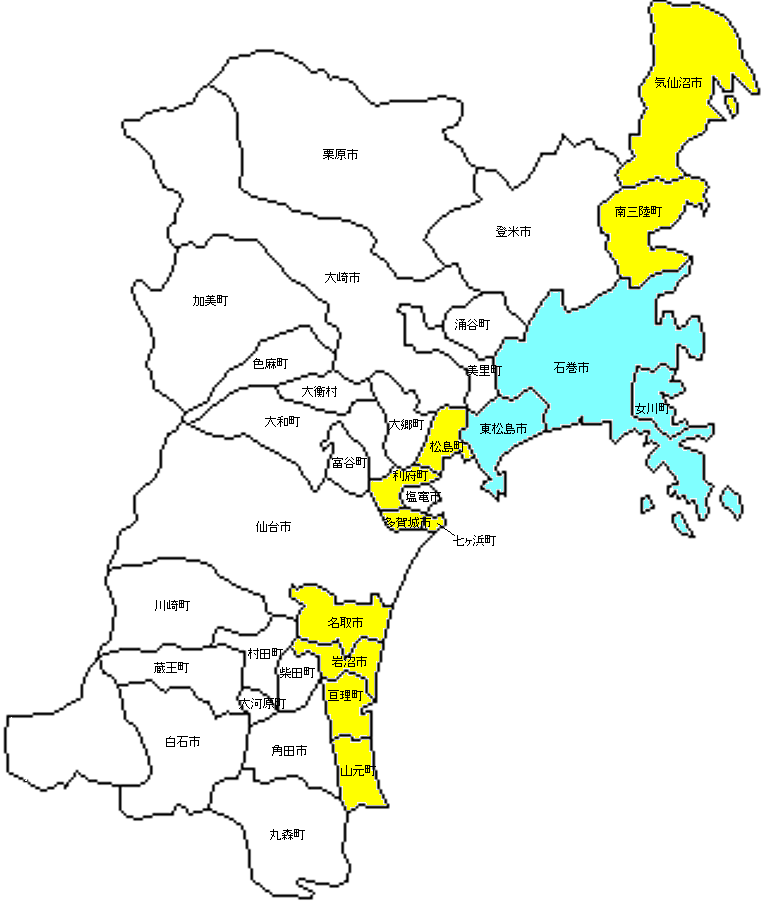 気仙沼市
栗原市
南三陸町
登米市
大崎市
加美町
涌谷町
色麻町
美里町
石巻市
大衡村
女川町
大和町
大郷町
東松島市
松島町
富谷町
利府町
塩竈市
仙台市
多賀城市
七ヶ浜町
川崎町
名取市
村田町
岩沼市
蔵王町
柴田町
亘理町
大河原町
白石市
角田市
山元町
丸森町